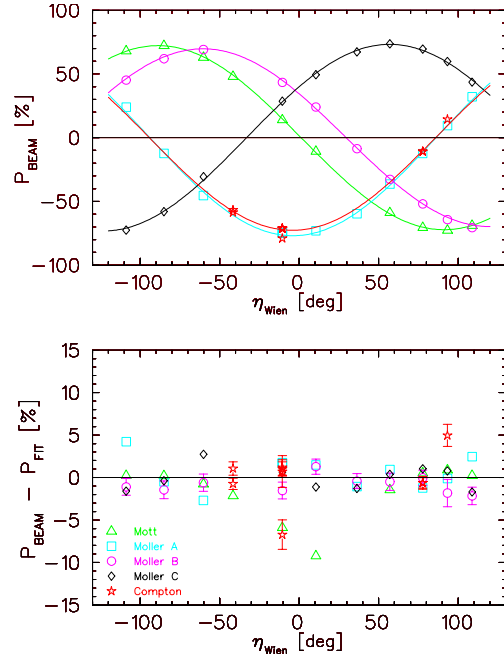 100
50
0
−50
−100
P_BEAM [%]
−100 −50 0 50 100
η_Wien [deg]
15
10
5
0
−5
−10
−15
P_BEAM − P_FIT [%]
Mott
Moller A
Moller B
Moller C
Compton
−100 −50 0 50 100
η_Wien [deg]